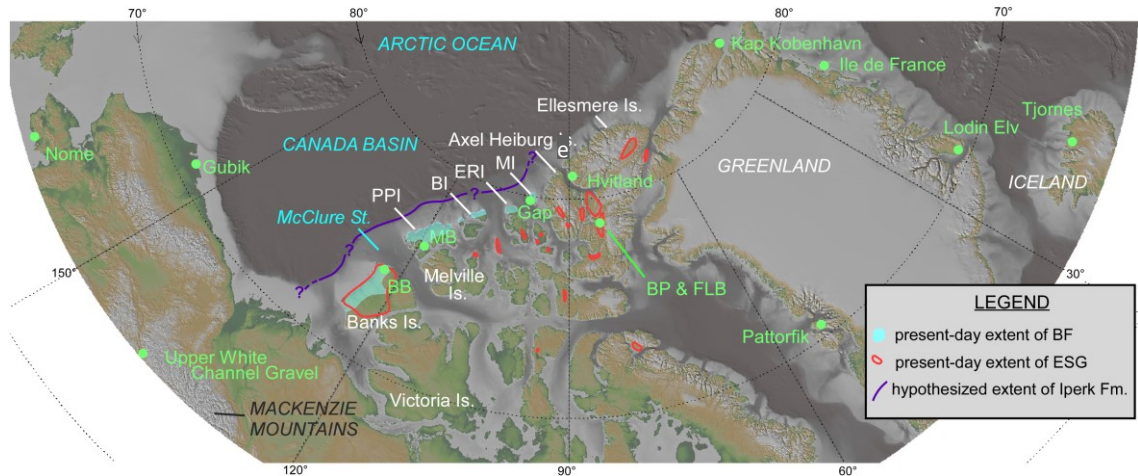 70°
80°
0°
80°
70°
ARCTIC OCEAN
Kap Kobenhavn
Ile de France
Ellesmere Is.
Tjornes
Axel Heiburg Is.
e
Lodin Elv
Nome
CANADA BASIN
ERI
MI
Gubik
BI
Hvitland
GREENLAND
ICELAND
PPI
Gap
McClure St.
MB
?
?
?
?
150°
Melville
Is.
BB
BP & FLB
30°
Banks Is.
LEGEND
present-day extent of BF
present-day extent of ESG
hypothesized extent of Iperk Fm.
Pattorfik
Upper White
Channel Gravel
Victoria Is.
MACKENZIE
MOUNTAINS
120°
90°
60°